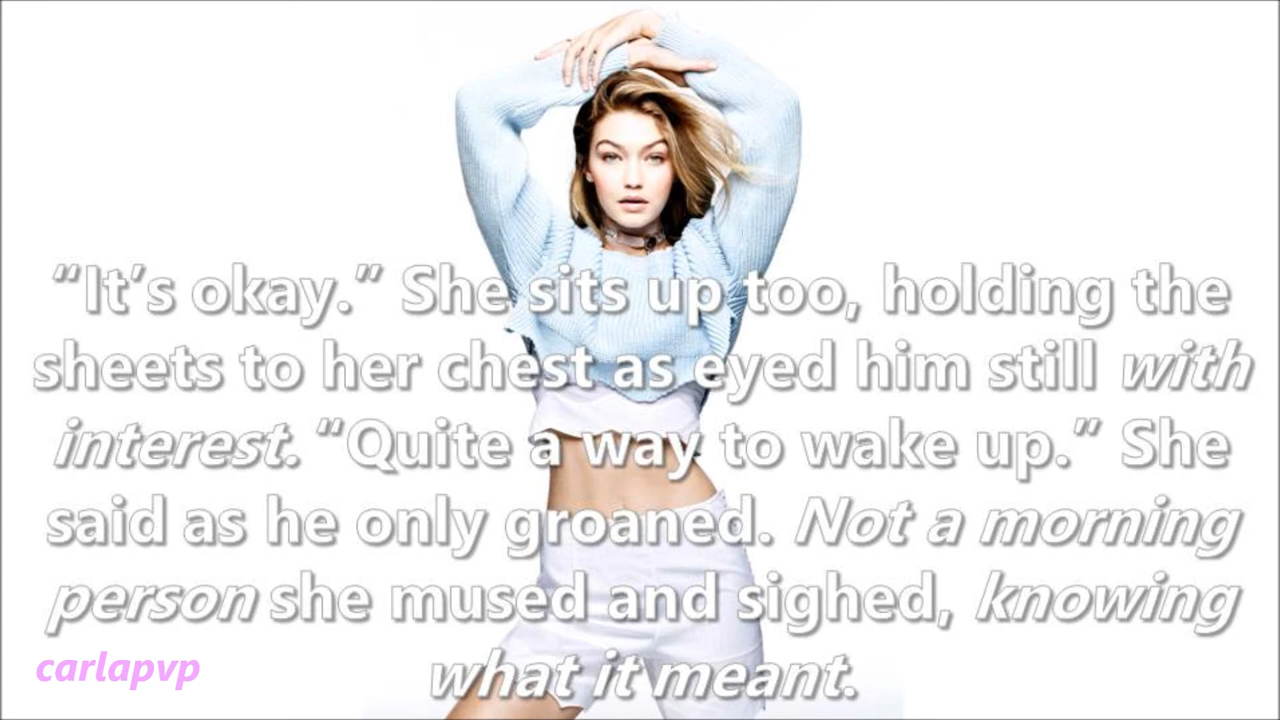 “It’s okay.” She sits up too, holding the
sheets to her chest as eyed him still with
interest. “Quite a way to wake up.” She
said as he only groaned. Not a morning
person she mused and sighed, knowing
what it meant.
carlapvp